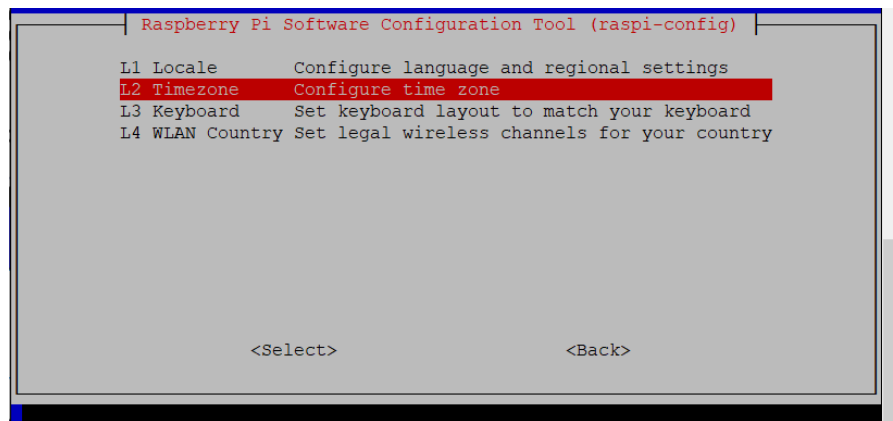 Raspberry Pi Software Configuration Tool (raspi-config)
L1 Locale Configure language and regional settings
L2 Timezone Configure time zone
L3 Keyboard Set keyboard layout to match your keyboard
L4 WLAN Country Set legal wireless channels for your country
<Select> <Back>